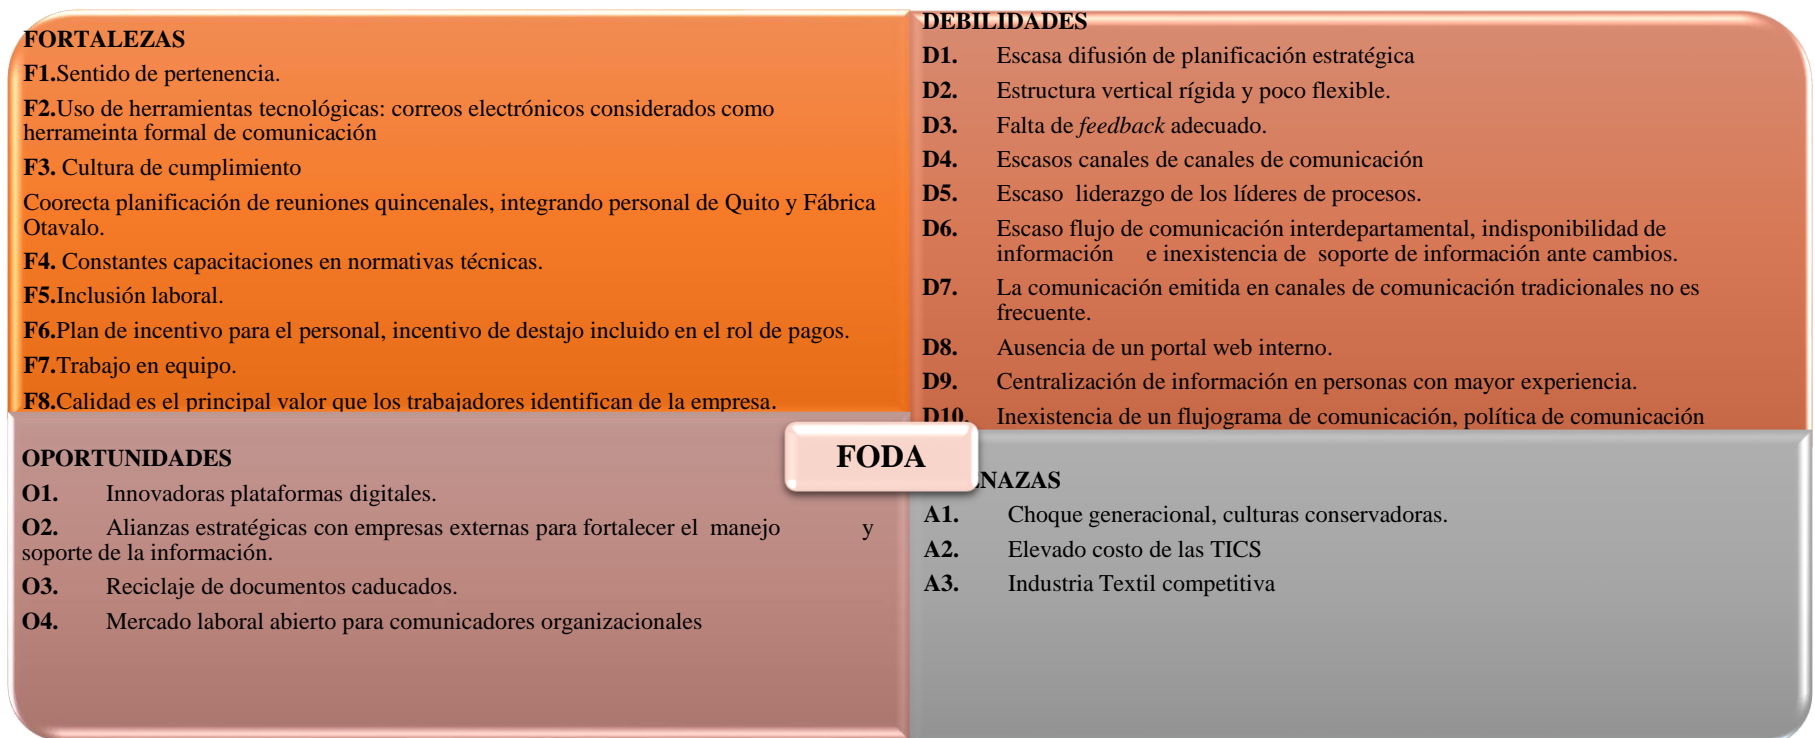 FORTALEZAS
F1.Sentido de pertenencia.
F2.Uso de herramientas tecnológicas: correos electrónicos considerados como
herrameinta formal de comunicación
F3. Cultura de cumplimiento
Coorecta planificación de reuniones quincenales, integrando personal de Quito y Fábrica
Otavalo.
F4. Constantes capacitaciones en normativas técnicas.
F5.Inclusión laboral.
F6.Plan de incentivo para el personal, incentivo de destajo incluido en el rol de pagos.
F7.Trabajo en equipo.
F8.Calidad es el principal valor que los trabajadores identifican de la empresa.
DEBILIDADES
D1. Escasa difusión de planificación estratégica
D2. Estructura vertical rígida y poco flexible.
D3. Falta de feedback adecuado.
D4. Escasos canales de canales de comunicación
D5. Escaso liderazgo de los líderes de procesos.
D6. Escaso flujo de comunicación interdepartamental, indisponibilidad de
información e inexistencia de soporte de información ante cambios.
D7. La comunicación emitida en canales de comunicación tradicionales no es
frecuente.
D8. Ausencia de un portal web interno.
D9. Centralización de información en personas con mayor experiencia.
D10. Inexistencia de un flujograma de comunicación, política de comunicación
FODA
OPORTUNIDADES
O1. Innovadoras plataformas digitales.
O2. Alianzas estratégicas con empresas externas para fortalecer el manejo y
soporte de la información.
O3. Reciclaje de documentos caducados.
O4. Mercado laboral abierto para comunicadores organizacionales
NAZAS
A1. Choque generacional, culturas conservadoras.
A2. Elevado costo de las TICS
A3. Industria Textil competitiva